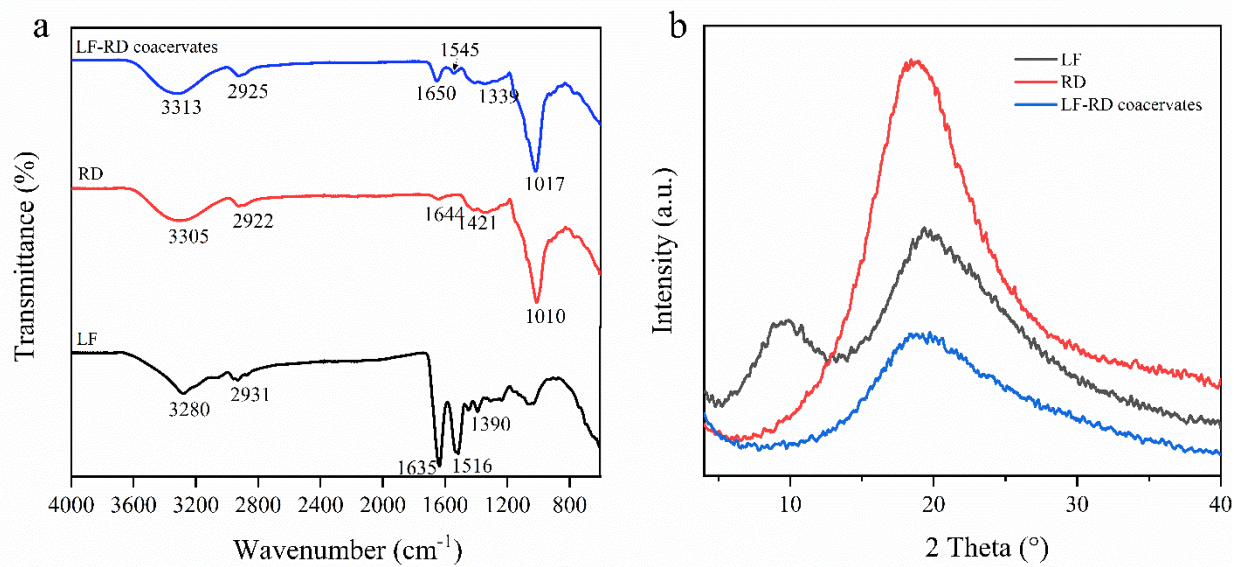 a
LF-RD coacervates
1545
1650
1339
3313
2925
1017
RD
3305
2922
1644
1421
1010
LF
3280
2931
1390
1635
1516
4000 3600 3200 2800 2400 2000 1600 1200 800
Wavenumber (cm⁻¹)
Transmittance (%)
b
LF
RD
LF-RD coacervates
Intensity (a.u.)
10 20 30 40
2 Theta (°)